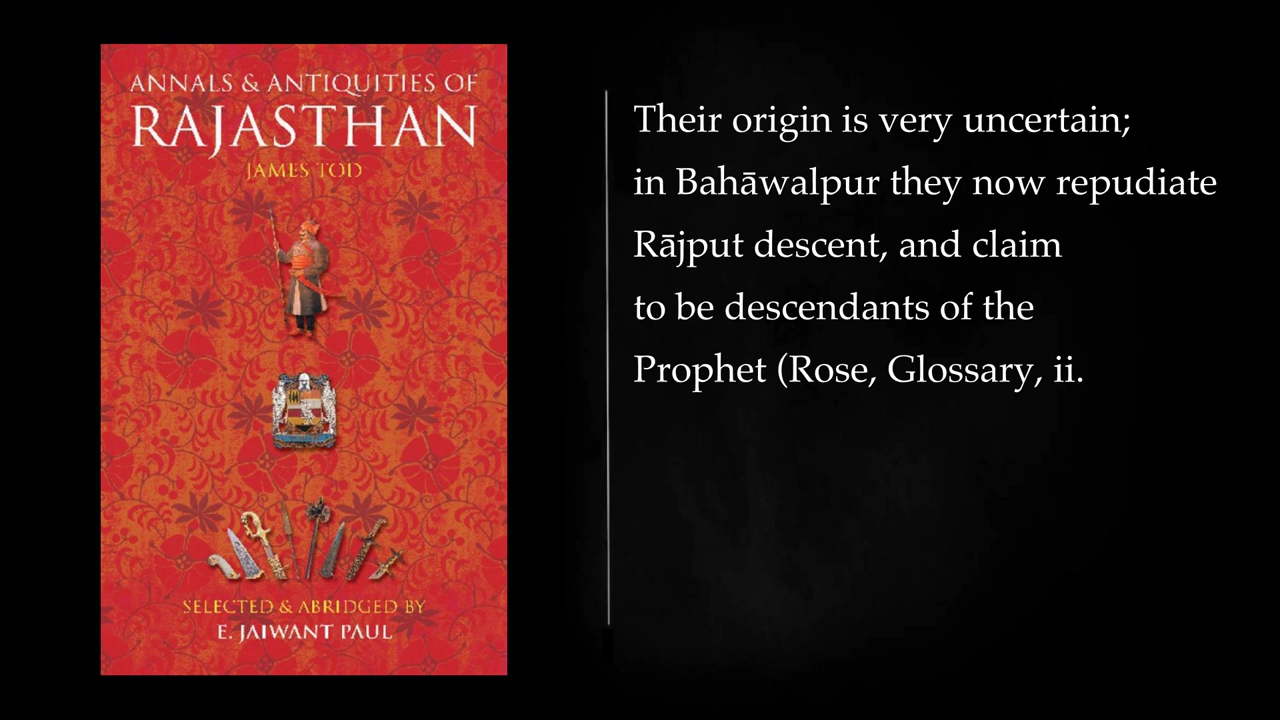 ANNALS & ANTIQUITIES OF
RAJASTHAN
JAMES TOD
SELECTED & ABRIDGED BY
E. JAIWANT PAUL
Their origin is very uncertain;
in Bahāwalpur they now repudiate
Rājput descent, and claim
to be descendants of the
Prophet (Rose, Glossary, ii.